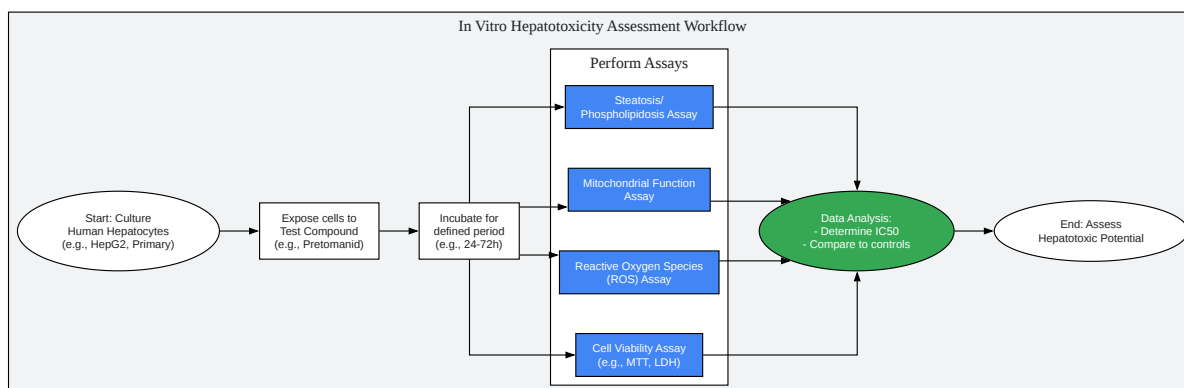 In Vitro Hepatotoxicity Assessment Workflow
Perform Assays
Start: Culture
Human Hepatocytes
(e.g., HepG2, Primary)
Expose cells to
Test Compound
(e.g., Pretomanid)
Incubate for
defined period
(e.g., 24-72h)
Steatosis/
Phospholipidosis Assay
Mitochondrial Function
Assay
Reactive Oxygen Species
(ROS) Assay
Cell Viability Assay
(e.g., MTT, LDH)
Data Analysis:
- Determine IC50
- Compare to controls
End: Assess
Hepatotoxic Potential